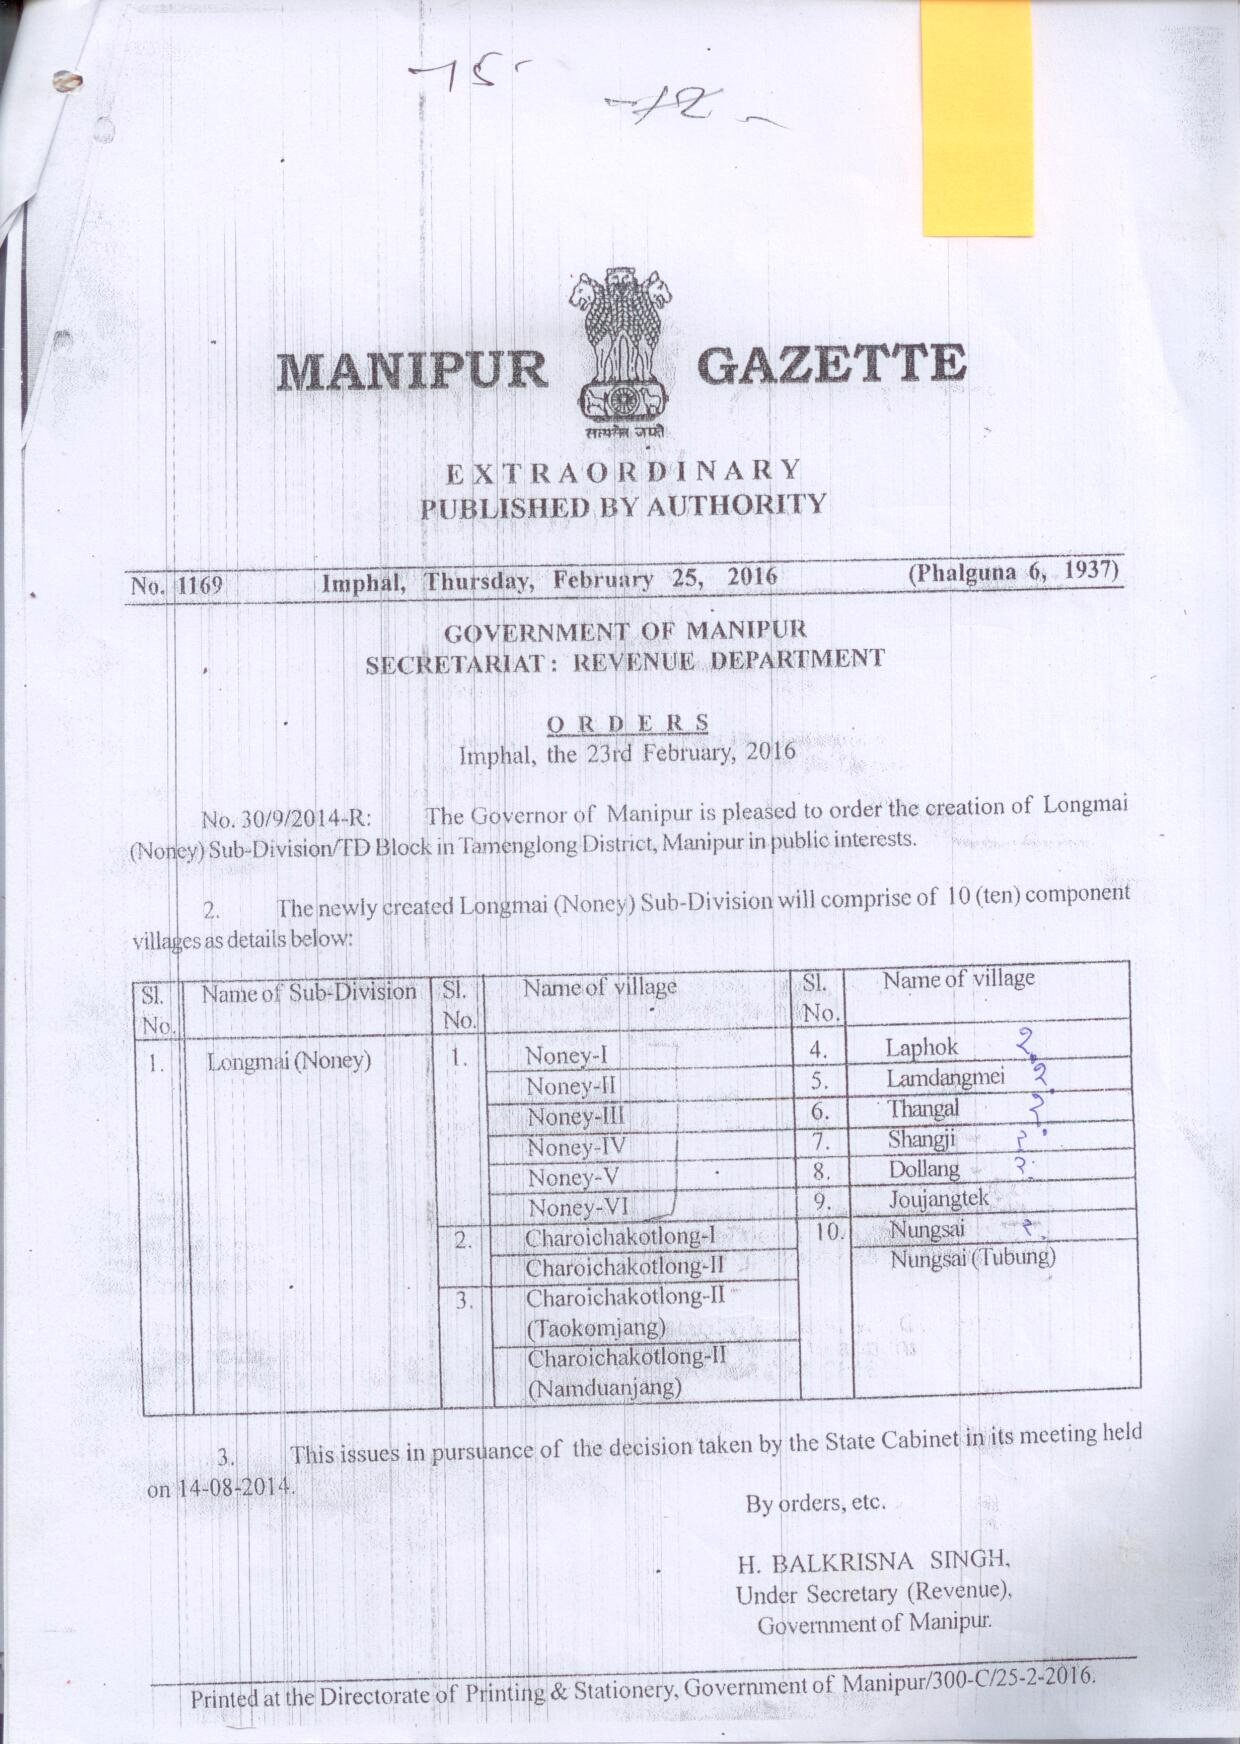 -15-
-12-
MANIPUR GAZETTE
सत्यमेव जयते
EXTRAORDINARY
PUBLISHED BY AUTHORITY
No. 1169 Imphal, Thursday, February 25, 2016 (Phalguna 6, 1937)
GOVERNMENT OF MANIPUR
SECRETARIAT : REVENUE DEPARTMENT
ORDERS
Imphal, the 23rd February, 2016
No. 30/9/2014-R: The Governor of Manipur is pleased to order the creation of Longmai
(Noney) Sub-Division/TD Block in Tamenglong District, Manipur in public interests.
2. The newly created Longmai (Noney) Sub-Division will comprise of 10 (ten) component
villages as details below:
Sl. No. Name of Sub-Division Sl. No. Name of village Sl. No. Name of village
1. Longmai (Noney) 1. Noney-I 4. Laphok
Noney-II 5. Lamdangmei
Noney-III 6. Thangal
Noney-IV 7. Shangji
Noney-V 8. Dollang
Noney-VI 9. Joujangtek
2. Charoichakotlong-I 10. Nungsai
Charoichakotlong-II Nungsai (Tubung)
3. Charoichakotlong-II
(Taokomjang)
Charoichakotlong-II
(Namduanjang)
3. This issues in pursuance of the decision taken by the State Cabinet in its meeting held
on 14-08-2014.
By orders, etc.
H. BALKRISNA SINGH,
Under Secretary (Revenue),
Government of Manipur.
Printed at the Directorate of Printing & Stationery, Government of Manipur/300-C/25-2-2016.